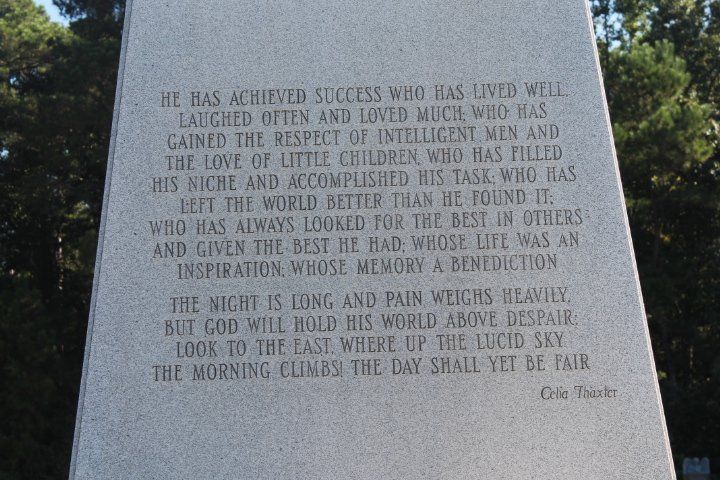 HE HAS ACHIEVED SUCCESS WHO HAS LIVED WELL,
LAUGHED OFTEN AND LOVED MUCH; WHO HAS
GAINED THE RESPECT OF INTELLIGENT MEN AND
THE LOVE OF LITTLE CHILDREN; WHO HAS FILLED
HIS NICHE AND ACCOMPLISHED HIS TASK; WHO HAS
LEFT THE WORLD BETTER THAN HE FOUND IT;
WHO HAS ALWAYS LOOKED FOR THE BEST IN OTHERS
AND GIVEN THE BEST HE HAD; WHOSE LIFE WAS AN
INSPIRATION; WHOSE MEMORY A BENEDICTION.
THE NIGHT IS LONG AND PAIN WEIGHS HEAVILY,
BUT GOD WILL HOLD HIS WORLD ABOVE DESPAIR;
LOOK TO THE EAST, WHERE UP THE LUCID SKY
THE MORNING CLIMBS! THE DAY SHALL YET BE FAIR
Celia Thaxter